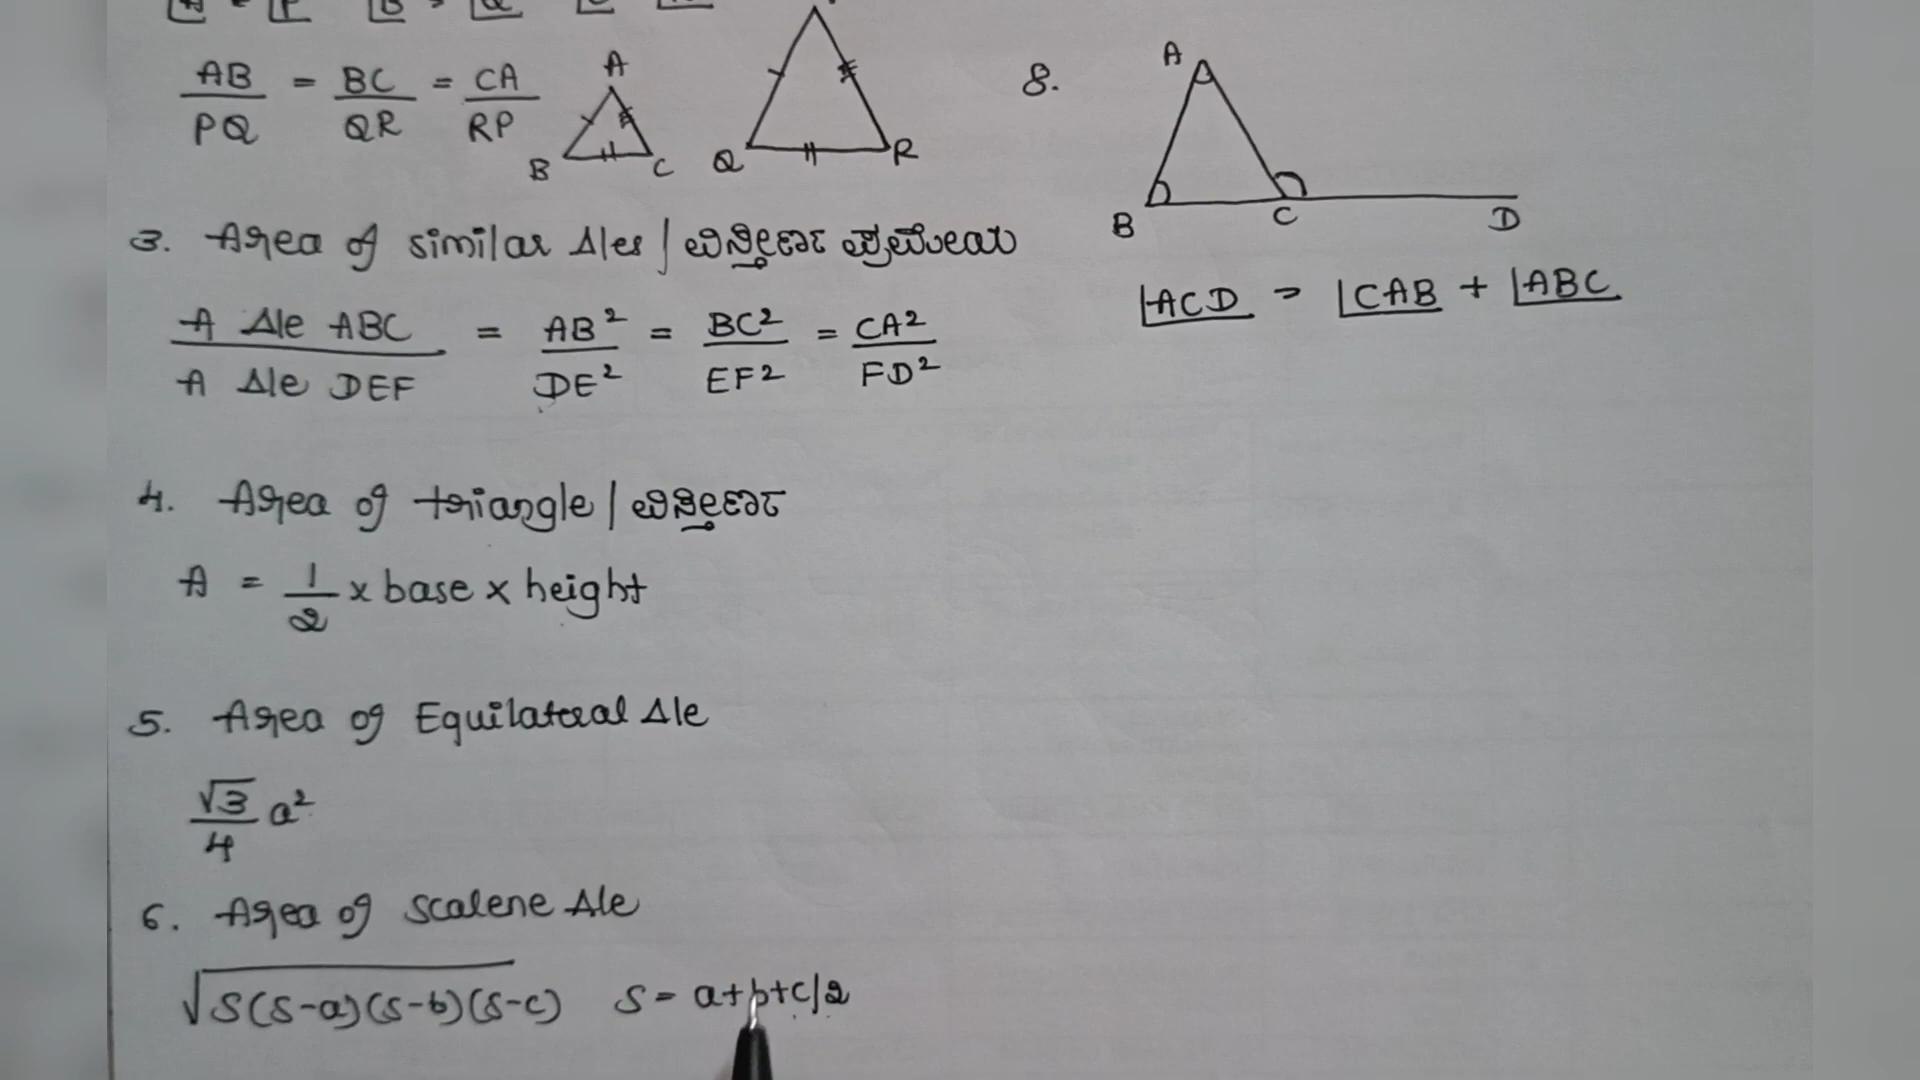 AB/PQ = BC/QR = CA/RP
A
B
C
Q
R
3. Area of similar Δles | ವಿಸ್ತೀರ್ಣ ಪ್ರಮೇಯ
A Δle ABC / A Δle DEF = AB² / DE² = BC² / EF² = CA² / FD²
4. Area of triangle | ವಿಸ್ತೀರ್ಣ
A = 1/2 x base x height
5. Area of Equilateral Δle
√3/4 a²
6. Area of Scalene Δle
√S(S-a)(S-b)(S-c) S = a+b+c/2
8.
A
B
C
D
∠ACD = ∠CAB + ∠ABC